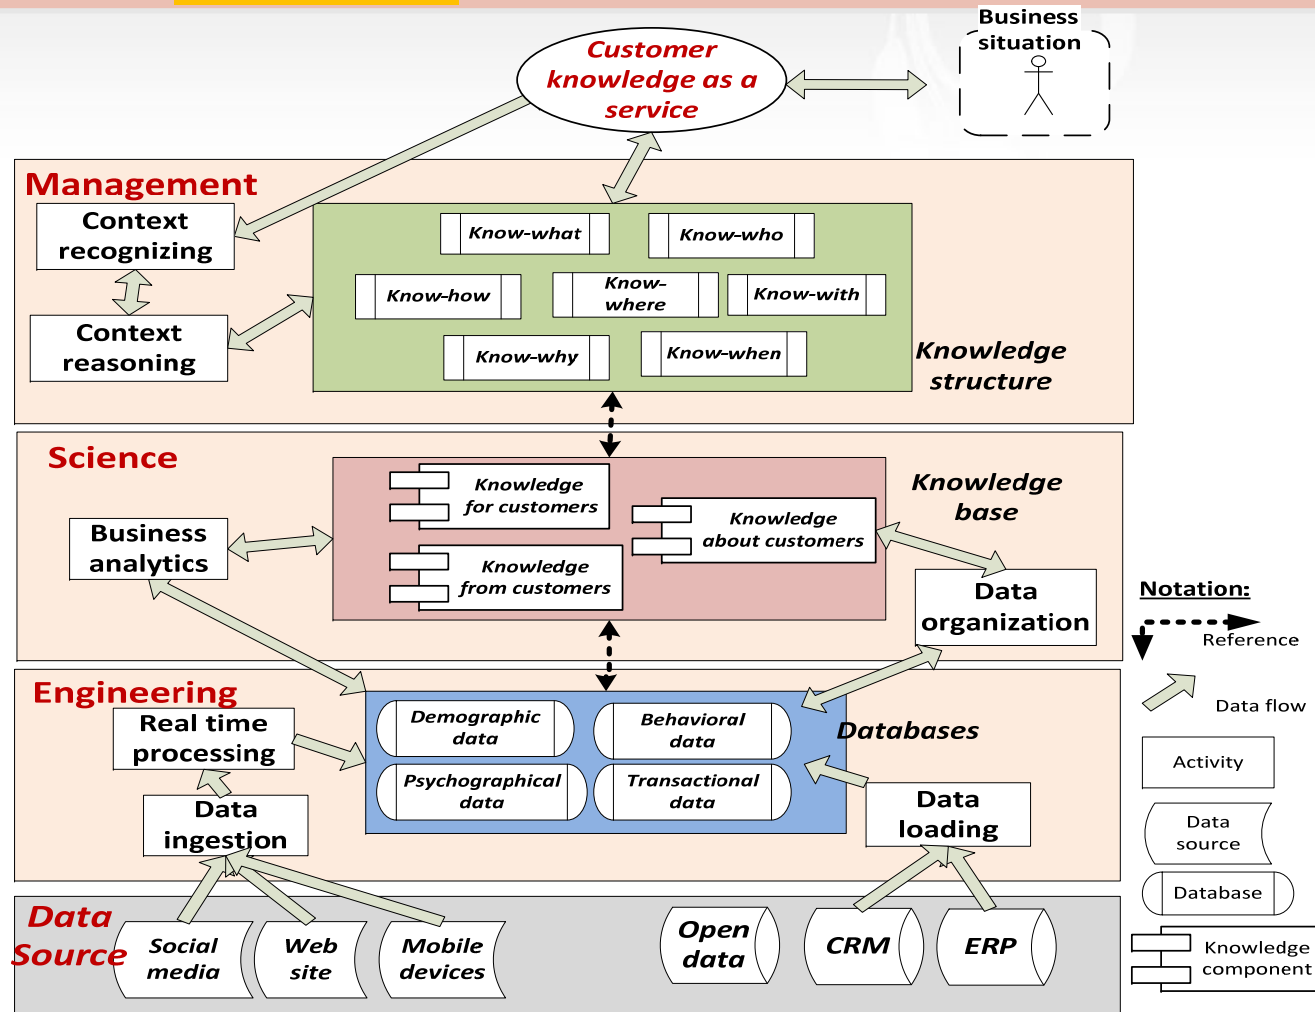 Business
situation
Customer
knowledge as a
service
Management
Context
recognizing
Context
reasoning
Know-what
Know-who
Know-how
Know-
where
Know-with
Know-why
Know-when
Knowledge
structure
Science
Business
analytics
Knowledge
for customers
Knowledge
about customers
Knowledge
from customers
Knowledge
base
Data
organization
Engineering
Real time
processing
Data
ingestion
Demographic
data
Behavioral
data
Psychographical
data
Transactional
data
Databases
Data
loading
Data
Source
Social
media
Web
site
Mobile
devices
Open
data
CRM
ERP
Notation:
Reference
Data flow
Activity
Data
source
Database
Knowledge
component